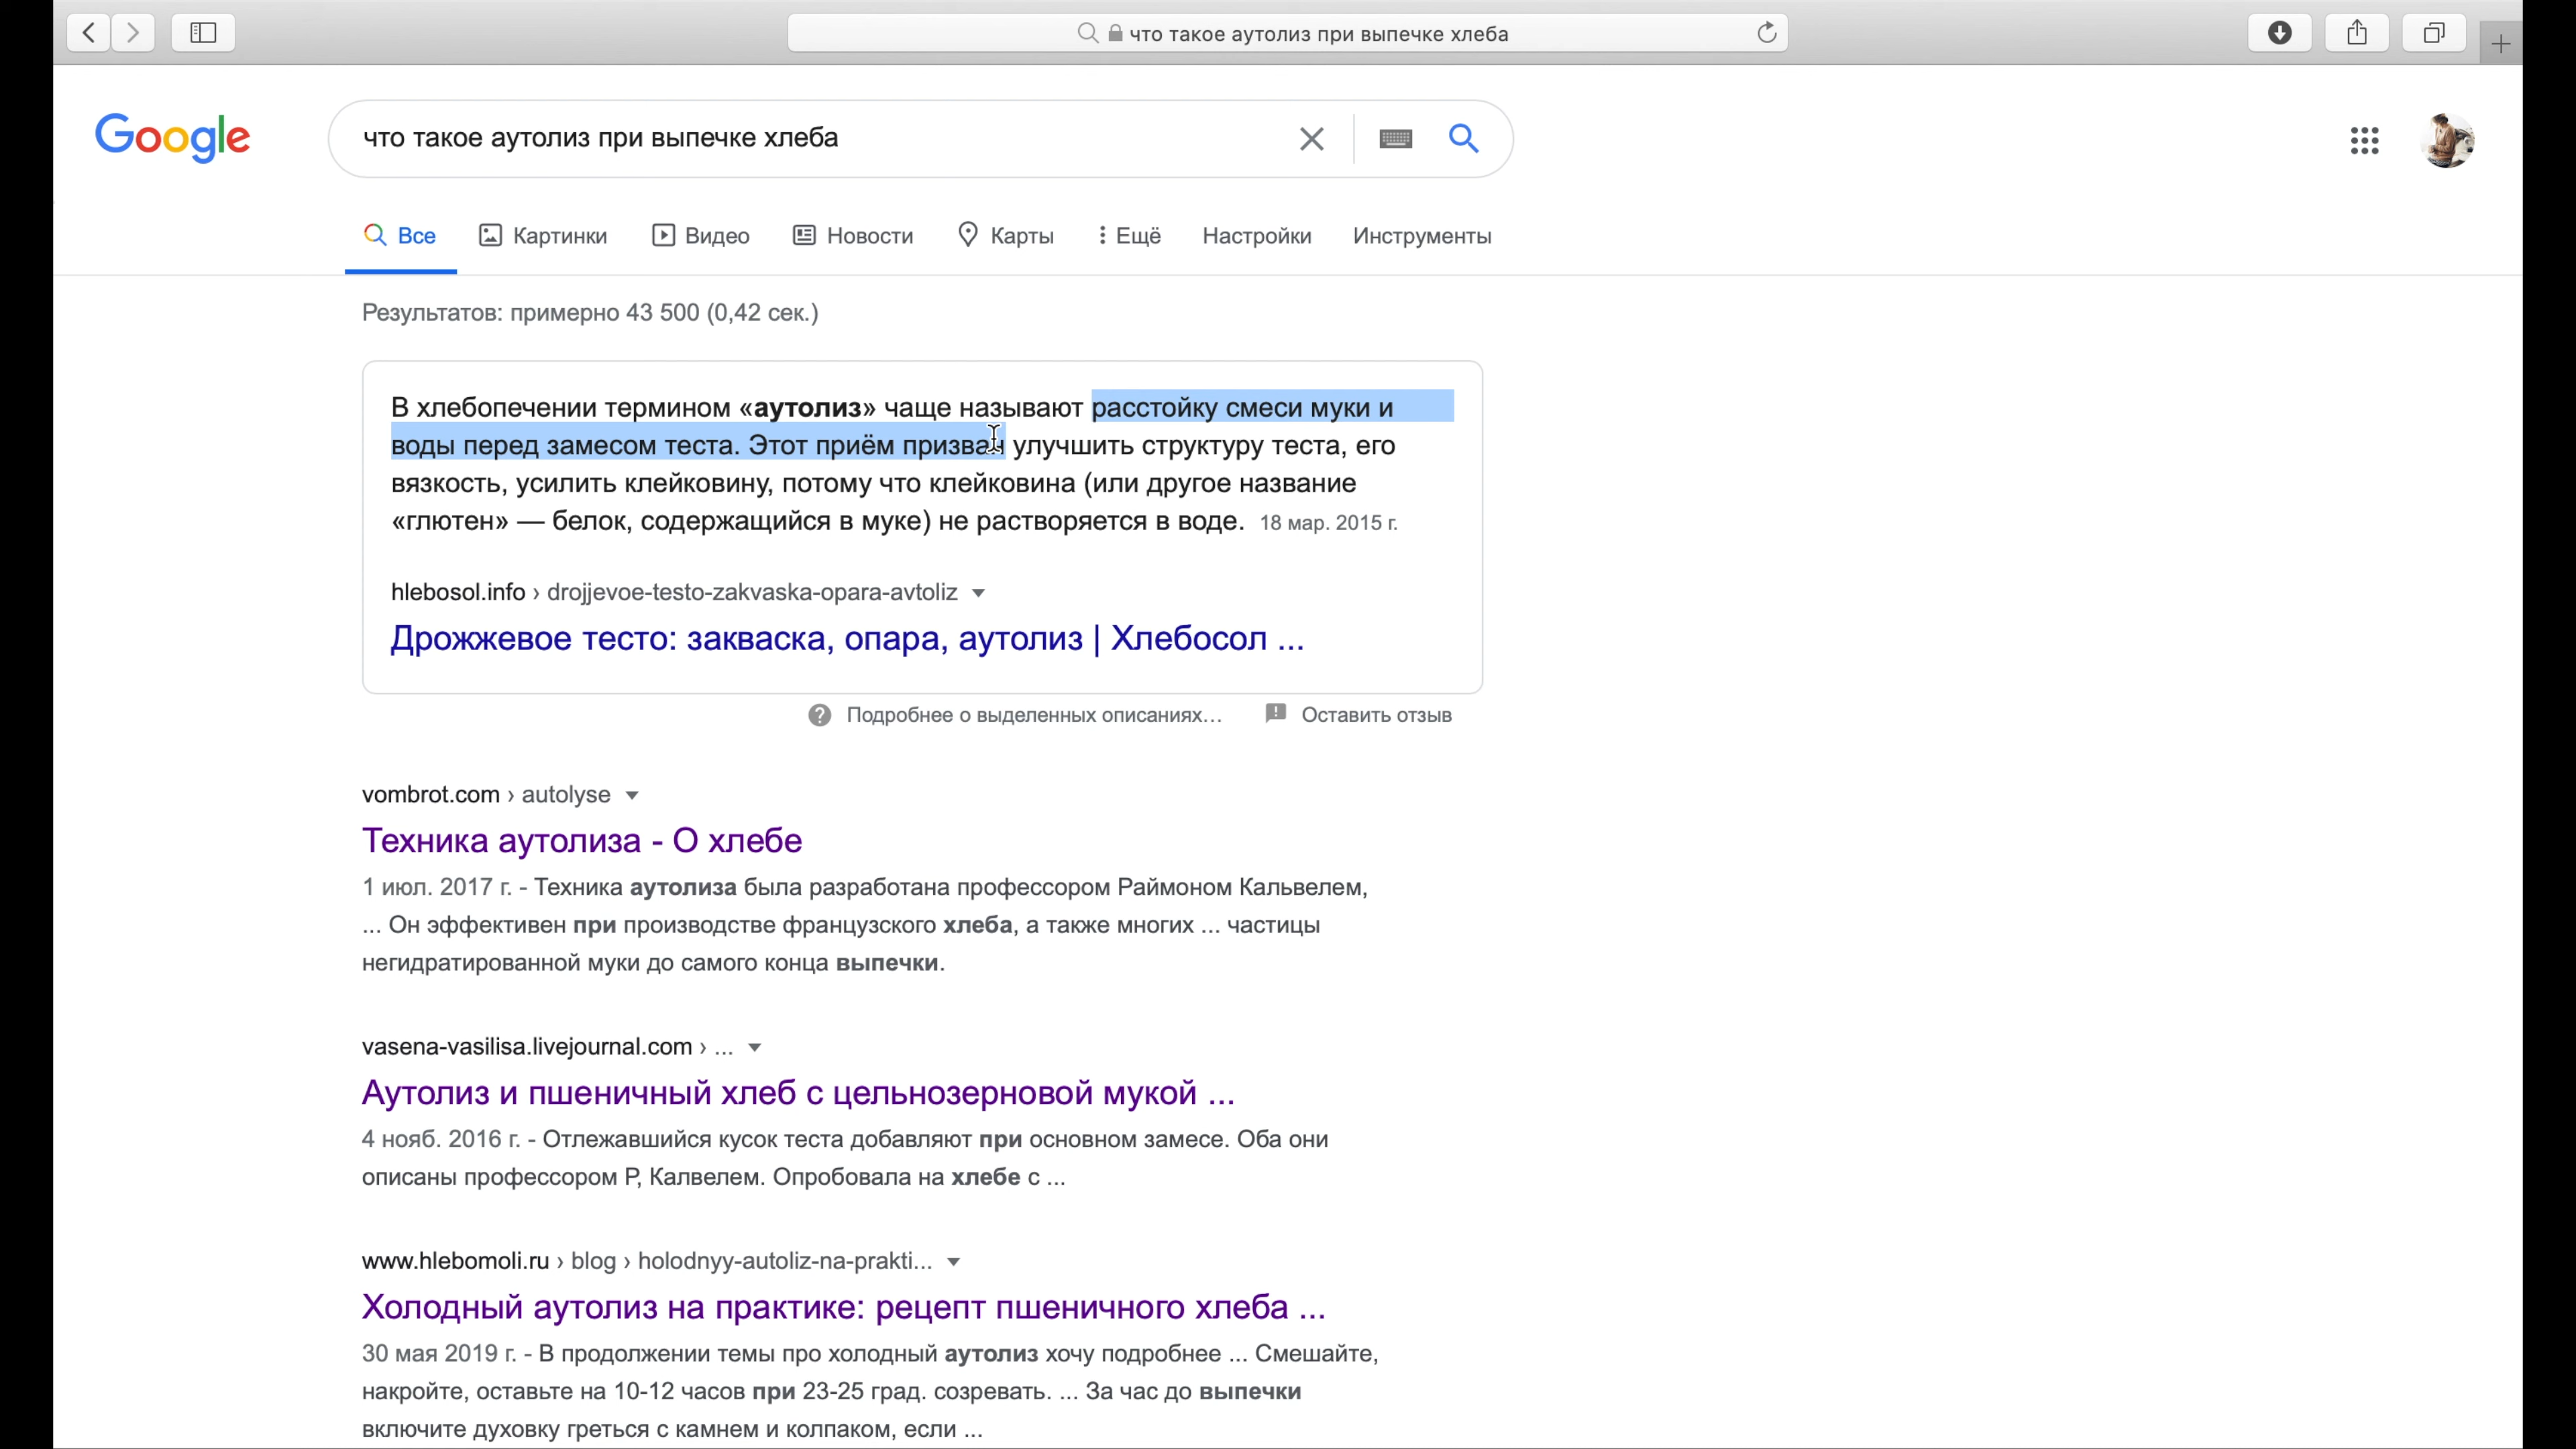 что такое аутолиз при выпечке хлеба
Google
что такое аутолиз при выпечке хлеба
Все Картинки Видео Новости Карты Ещё Настройки Инструменты
Результатов: примерно 43 500 (0,42 сек.)
В хлебопечении термином «аутолиз» чаще называют расстойку смеси муки и
воды перед замесом теста. Этот приём призван улучшить структуру теста, его
вязкость, усилить клейковину, потому что клейковина (или другое название
«глютен» — белок, содержащийся в муке) не растворяется в воде. 18 мар. 2015 г.
hlebosol.info › drojjevoe-testo-zakvaska-opara-avtoliz
Дрожжевое тесто: закваска, опара, аутолиз | Хлебосол ...
Подробнее о выделенных описаниях… Оставить отзыв
vombrot.com › autolyse
Техника аутолиза - О хлебе
1 июл. 2017 г. - Техника аутолиза была разработана профессором Раймоном Кальвелем,
... Он эффективен при производстве французского хлеба, а также многих ... частицы
негидратированной муки до самого конца выпечки.
vasena-vasilisa.livejournal.com › ...
Аутолиз и пшеничный хлеб с цельнозерновой мукой ...
4 нояб. 2016 г. - Отлежавшийся кусок теста добавляют при основном замесе. Оба они
описаны профессором Р, Калвелем. Опробовала на хлебе с ...
www.hlebomoli.ru › blog › holodnyy-autoliz-na-prakti...
Холодный аутолиз на практике: рецепт пшеничного хлеба ...
30 мая 2019 г. - В продолжении темы про холодный аутолиз хочу подробнее ... Смешайте,
накройте, оставьте на 10-12 часов при 23-25 град. созревать. ... За час до выпечки
включите духовку греться с камнем и колпаком, если ...